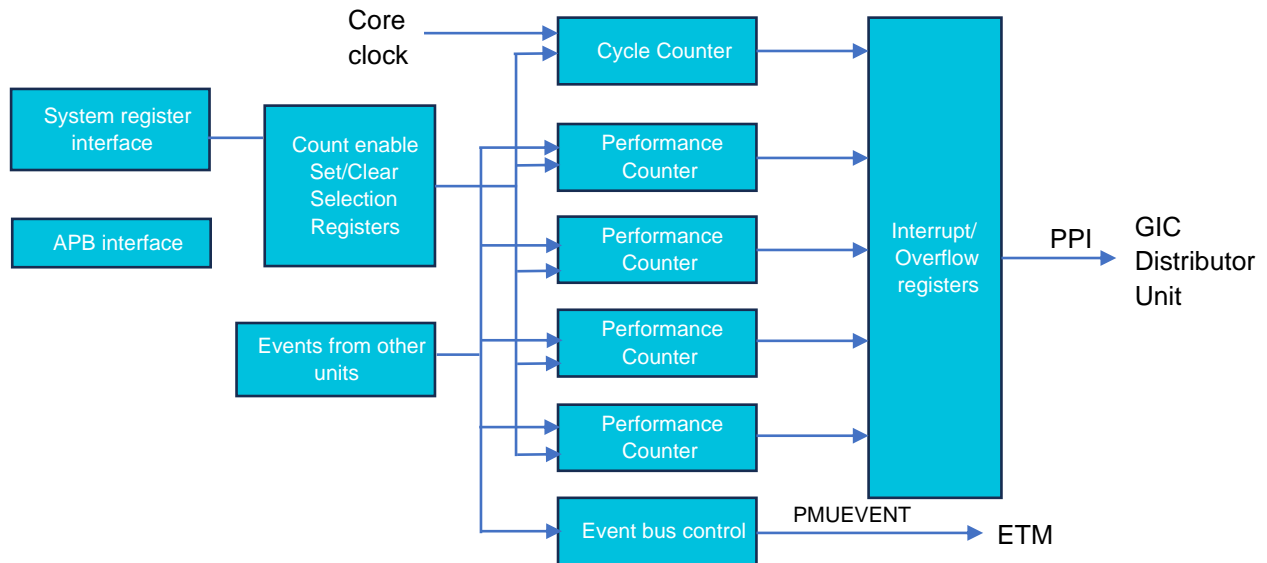 Core
clock
Cycle Counter
System register
interface
Count enable
Set/Clear
Selection
Registers
APB interface
Performance
Counter
Performance
Counter
Interrupt/
Overflow
registers
PPI
GIC
Distributor
Unit
Events from other
units
Performance
Counter
Performance
Counter
Event bus control
PMUEVENT
ETM